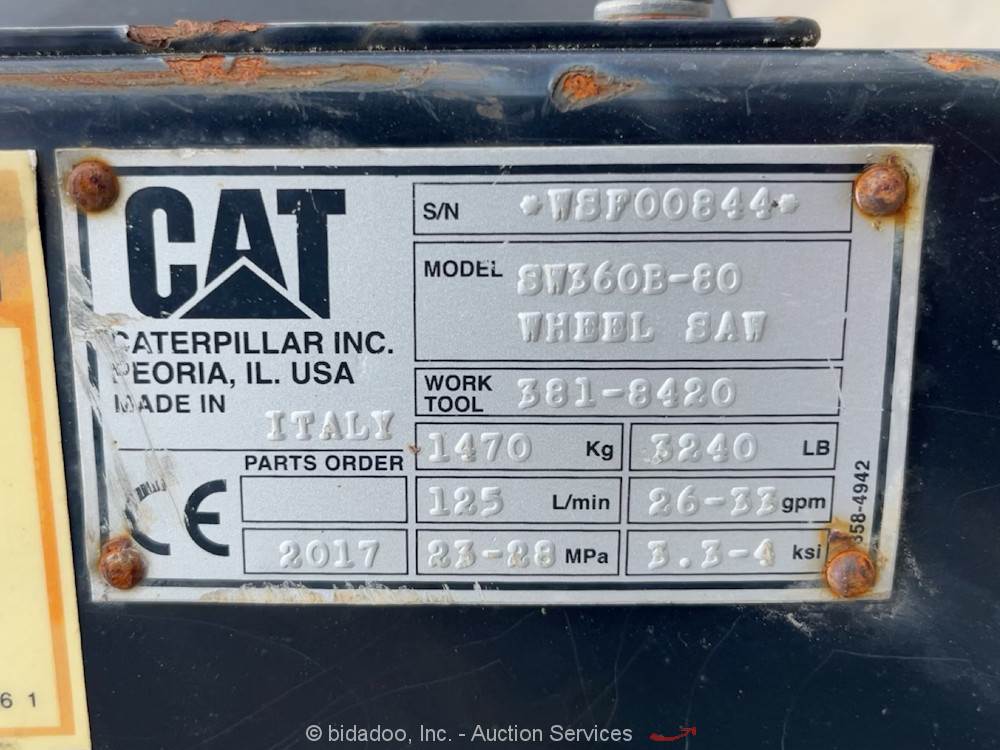 CAT
CATERPILLAR INC.
PEORIA, IL. USA
MADE IN ITALY
S/N *WSF00844*
MODEL SW360B-80
WHEEL SAW
WORK TOOL 381-8420
1470 Kg 3240 LB
PARTS ORDER
125 L/min 26-33 gpm
CE
2017 23-28 MPa 3.3-4 ksi
358-4942
6 1
© bidadoo, Inc. - Auction Services